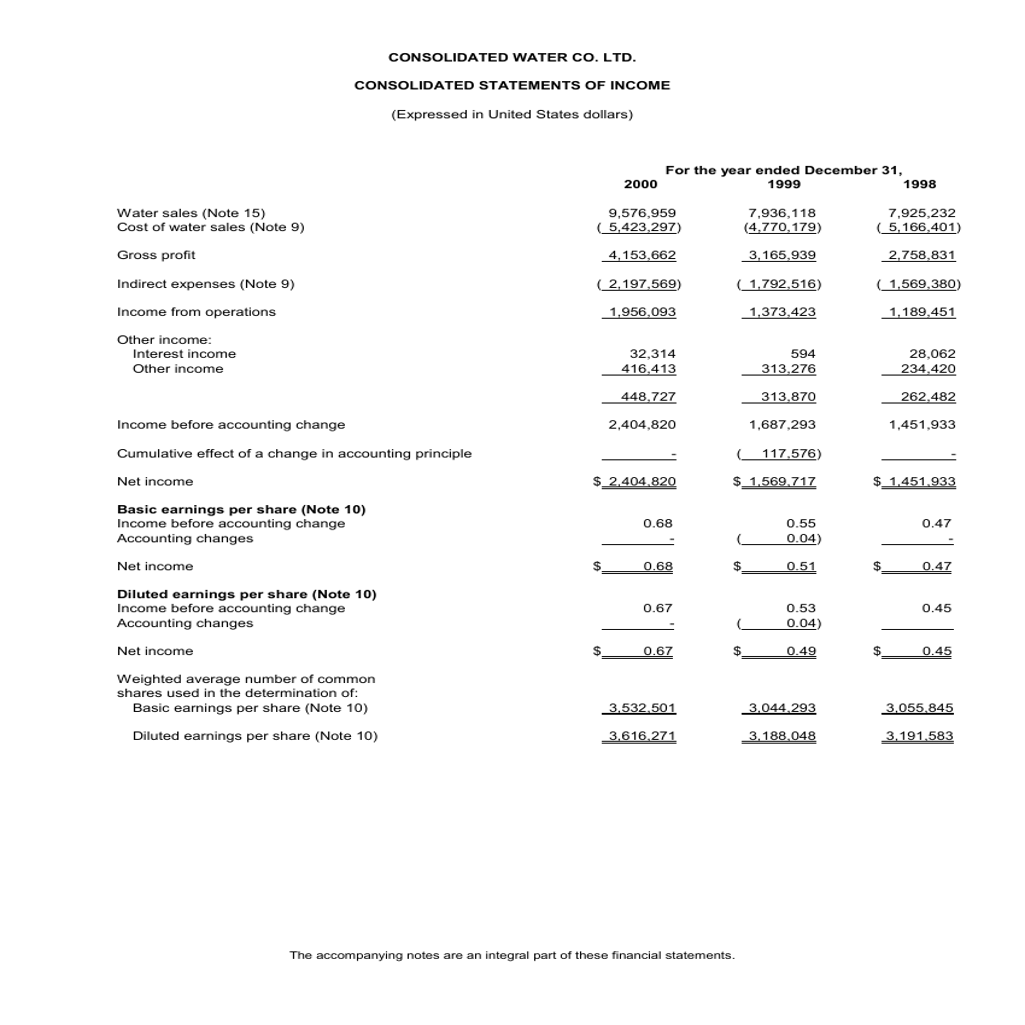 CONSOLIDATED WATER CO. LTD.
CONSOLIDATED STATEMENTS OF INCOME
(Expressed in United States dollars)
For the year ended December 31,
2000 1999 1998
Water sales (Note 15) 9,576,959 7,936,118 7,925,232
Cost of water sales (Note 9) ( 5,423,297) (4,770,179) ( 5,166,401)
Gross profit 4,153,662 3,165,939 2,758,831
Indirect expenses (Note 9) ( 2,197,569) ( 1,792,516) ( 1,569,380)
Income from operations 1,956,093 1,373,423 1,189,451
Other income:
Interest income 32,314 594 28,062
Other income 416,413 313,276 234,420
448,727 313,870 262,482
Income before accounting change 2,404,820 1,687,293 1,451,933
Cumulative effect of a change in accounting principle - ( 117,576) -
Net income $ 2,404,820 $ 1,569,717 $ 1,451,933
Basic earnings per share (Note 10)
Income before accounting change 0.68 0.55 0.47
Accounting changes - ( 0.04) -
Net income $ 0.68 $ 0.51 $ 0.47
Diluted earnings per share (Note 10)
Income before accounting change 0.67 0.53 0.45
Accounting changes - ( 0.04)
Net income $ 0.67 $ 0.49 $ 0.45
Weighted average number of common
shares used in the determination of:
Basic earnings per share (Note 10) 3,532,501 3,044,293 3,055,845
Diluted earnings per share (Note 10) 3,616,271 3,188,048 3,191,583
The accompanying notes are an integral part of these financial statements.